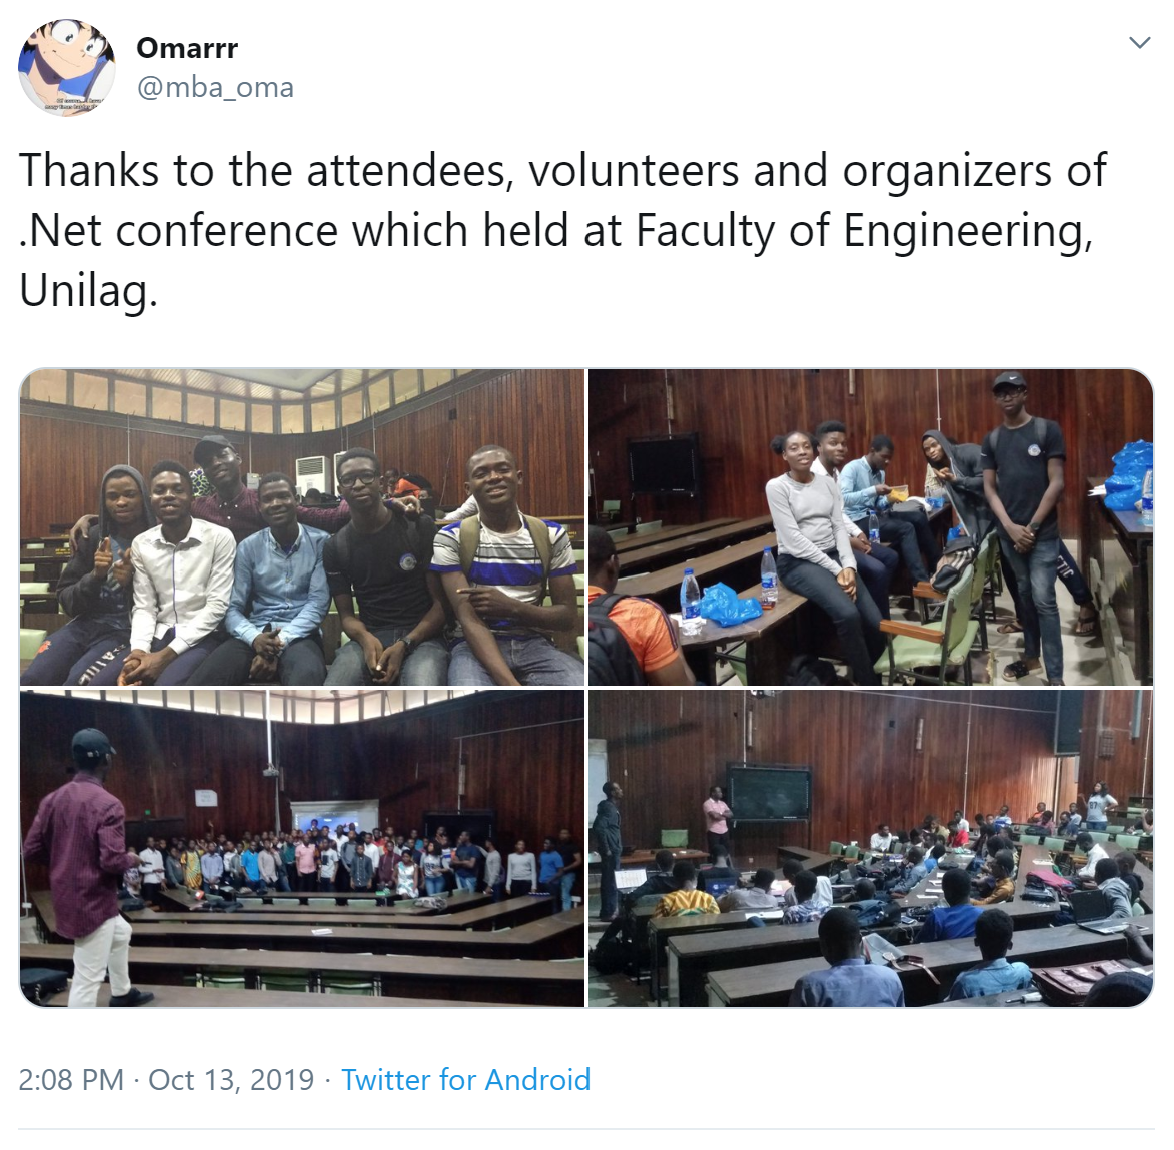 Omarrr
@mba_oma
Thanks to the attendees, volunteers and organizers of
.Net conference which held at Faculty of Engineering,
Unilag.
2:08 PM · Oct 13, 2019 · Twitter for Android